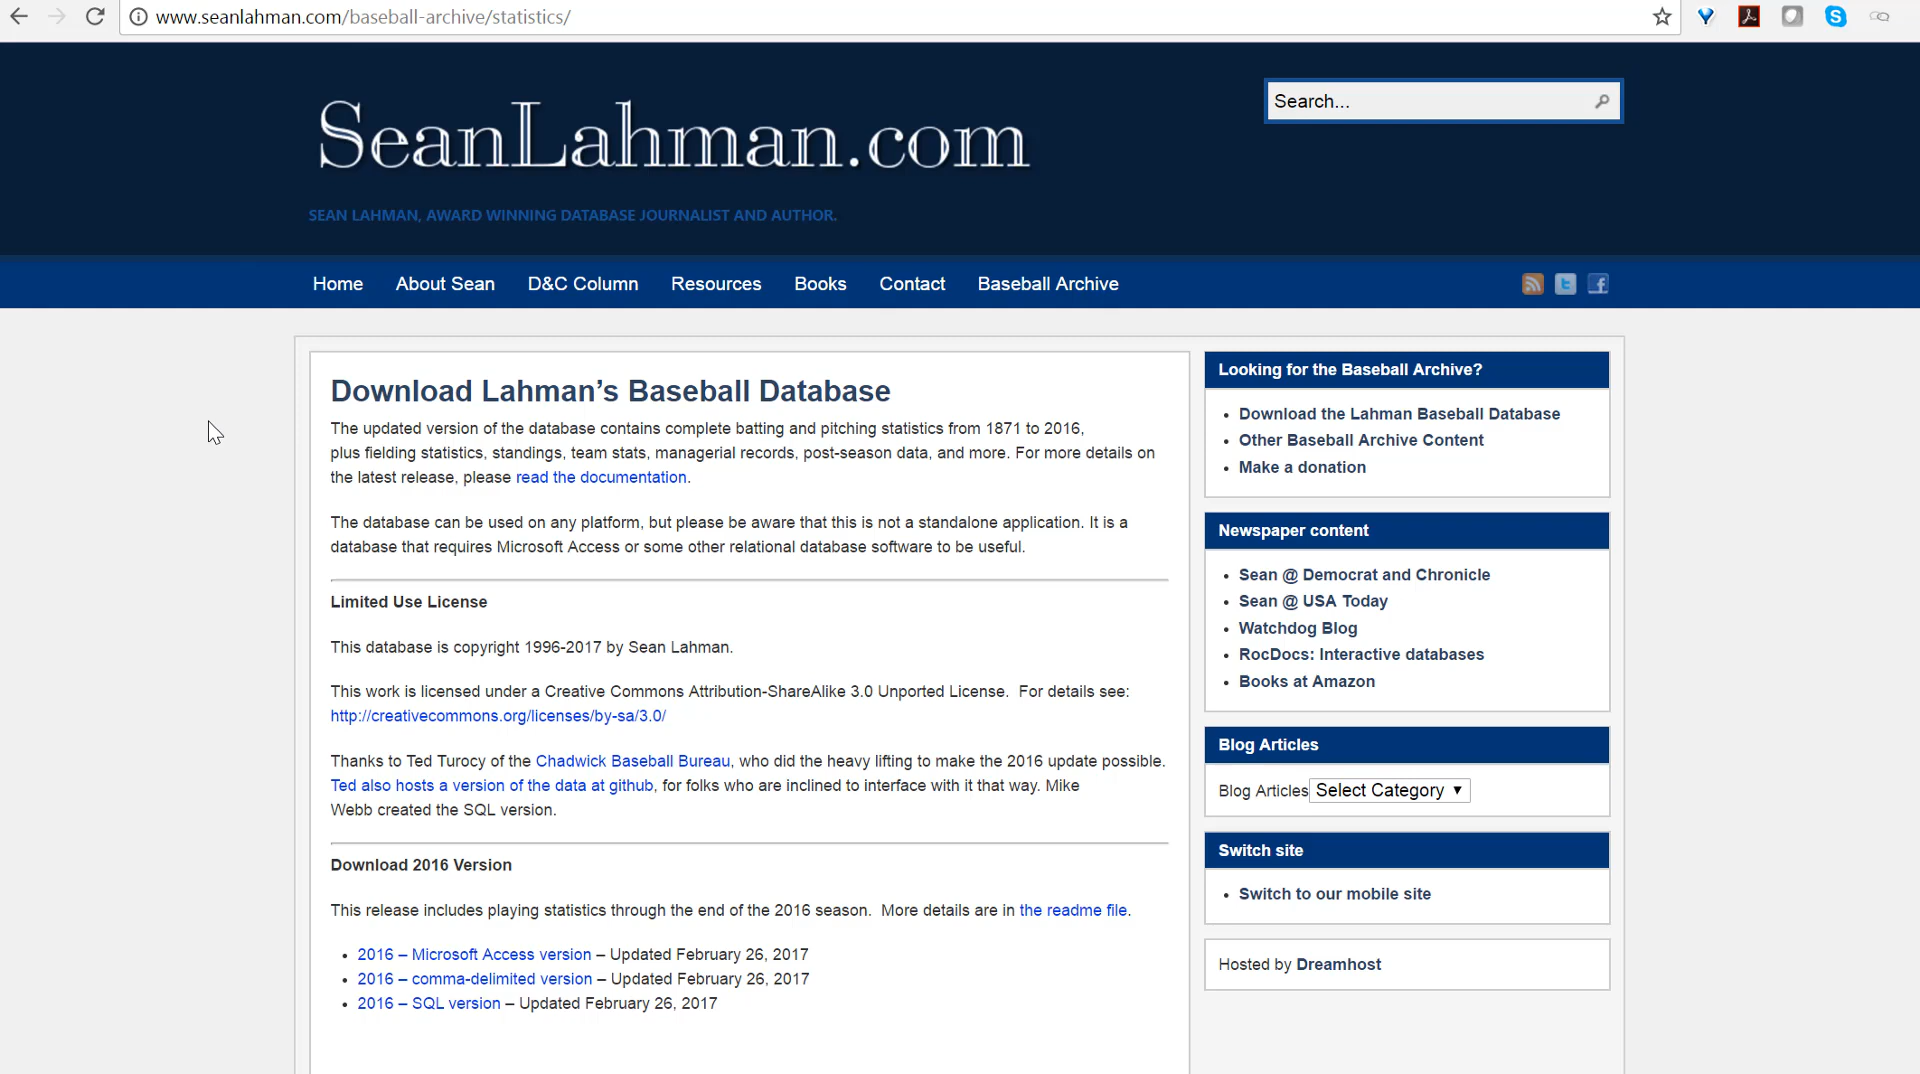 www.seanlahman.com/baseball-archive/statistics/
SeanLahman.com
Search...
SEAN LAHMAN, AWARD WINNING DATABASE JOURNALIST AND AUTHOR.
Home About Sean D&C Column Resources Books Contact Baseball Archive
Download Lahman’s Baseball Database
The updated version of the database contains complete batting and pitching statistics from 1871 to 2016,
plus fielding statistics, standings, team stats, managerial records, post-season data, and more. For more details on
the latest release, please read the documentation.
The database can be used on any platform, but please be aware that this is not a standalone application. It is a
database that requires Microsoft Access or some other relational database software to be useful.
Limited Use License
This database is copyright 1996-2017 by Sean Lahman.
This work is licensed under a Creative Commons Attribution-ShareAlike 3.0 Unported License. For details see:
http://creativecommons.org/licenses/by-sa/3.0/
Thanks to Ted Turocy of the Chadwick Baseball Bureau, who did the heavy lifting to make the 2016 update possible.
Ted also hosts a version of the data at github, for folks who are inclined to interface with it that way. Mike
Webb created the SQL version.
Download 2016 Version
This release includes playing statistics through the end of the 2016 season. More details are in the readme file.
• 2016 – Microsoft Access version – Updated February 26, 2017
• 2016 – comma-delimited version – Updated February 26, 2017
• 2016 – SQL version – Updated February 26, 2017
Looking for the Baseball Archive?
• Download the Lahman Baseball Database
• Other Baseball Archive Content
• Make a donation
Newspaper content
• Sean @ Democrat and Chronicle
• Sean @ USA Today
• Watchdog Blog
• RocDocs: Interactive databases
• Books at Amazon
Blog Articles
Blog Articles Select Category
Switch site
• Switch to our mobile site
Hosted by Dreamhost